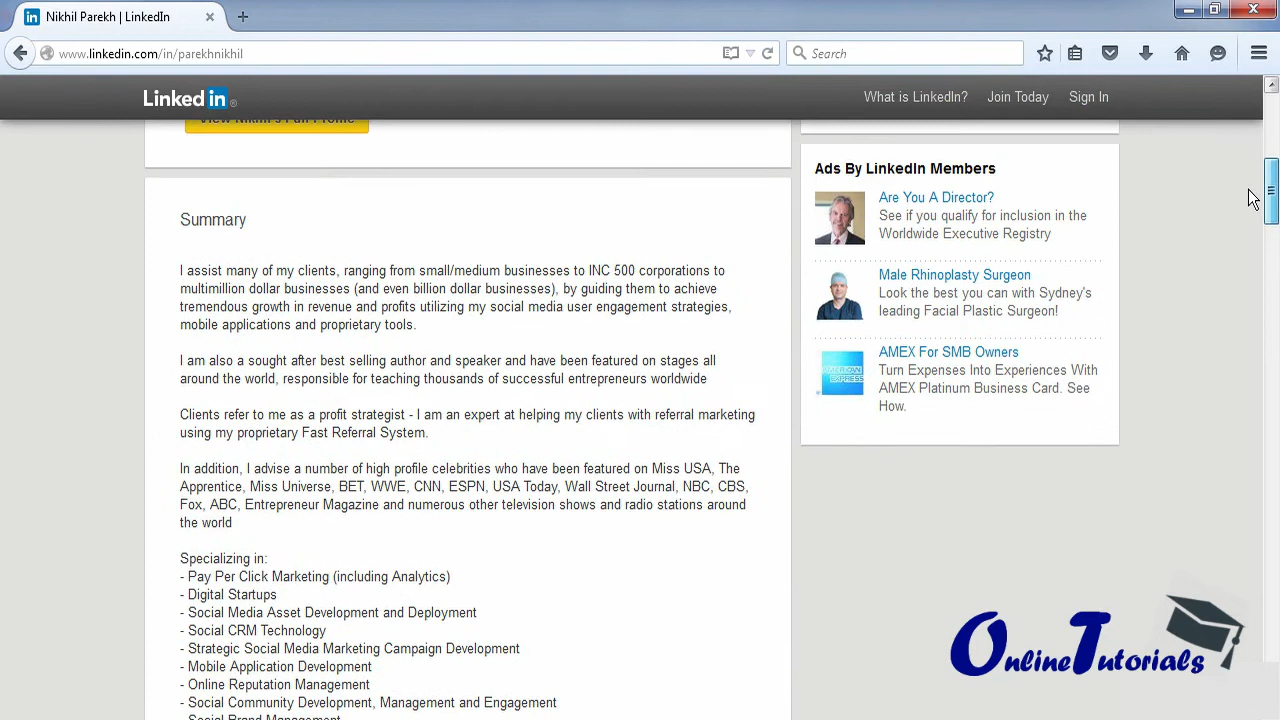 Nikhil Parekh | LinkedIn
www.linkedin.com/in/parekhnikhil
Search
Linked in ®
What is LinkedIn?
Join Today
Sign In
View Nikhil's Full Profile
Summary
I assist many of my clients, ranging from small/medium businesses to INC 500 corporations to
multimillion dollar businesses (and even billion dollar businesses), by guiding them to achieve
tremendous growth in revenue and profits utilizing my social media user engagement strategies,
mobile applications and proprietary tools.
I am also a sought after best selling author and speaker and have been featured on stages all
around the world, responsible for teaching thousands of successful entrepreneurs worldwide
Clients refer to me as a profit strategist - I am an expert at helping my clients with referral marketing
using my proprietary Fast Referral System.
In addition, I advise a number of high profile celebrities who have been featured on Miss USA, The
Apprentice, Miss Universe, BET, WWE, CNN, ESPN, USA Today, Wall Street Journal, NBC, CBS,
Fox, ABC, Entrepreneur Magazine and numerous other television shows and radio stations around
the world
Specializing in:
- Pay Per Click Marketing (including Analytics)
- Digital Startups
- Social Media Asset Development and Deployment
- Social CRM Technology
- Strategic Social Media Marketing Campaign Development
- Mobile Application Development
- Online Reputation Management
- Social Community Development, Management and Engagement
- Social Brand Management
Ads By LinkedIn Members
Are You A Director?
See if you qualify for inclusion in the
Worldwide Executive Registry
Male Rhinoplasty Surgeon
Look the best you can with Sydney's
leading Facial Plastic Surgeon!
AMERICAN
EXPRESS
AMEX For SMB Owners
Turn Expenses Into Experiences With
AMEX Platinum Business Card. See
How.
OnlineTutorials